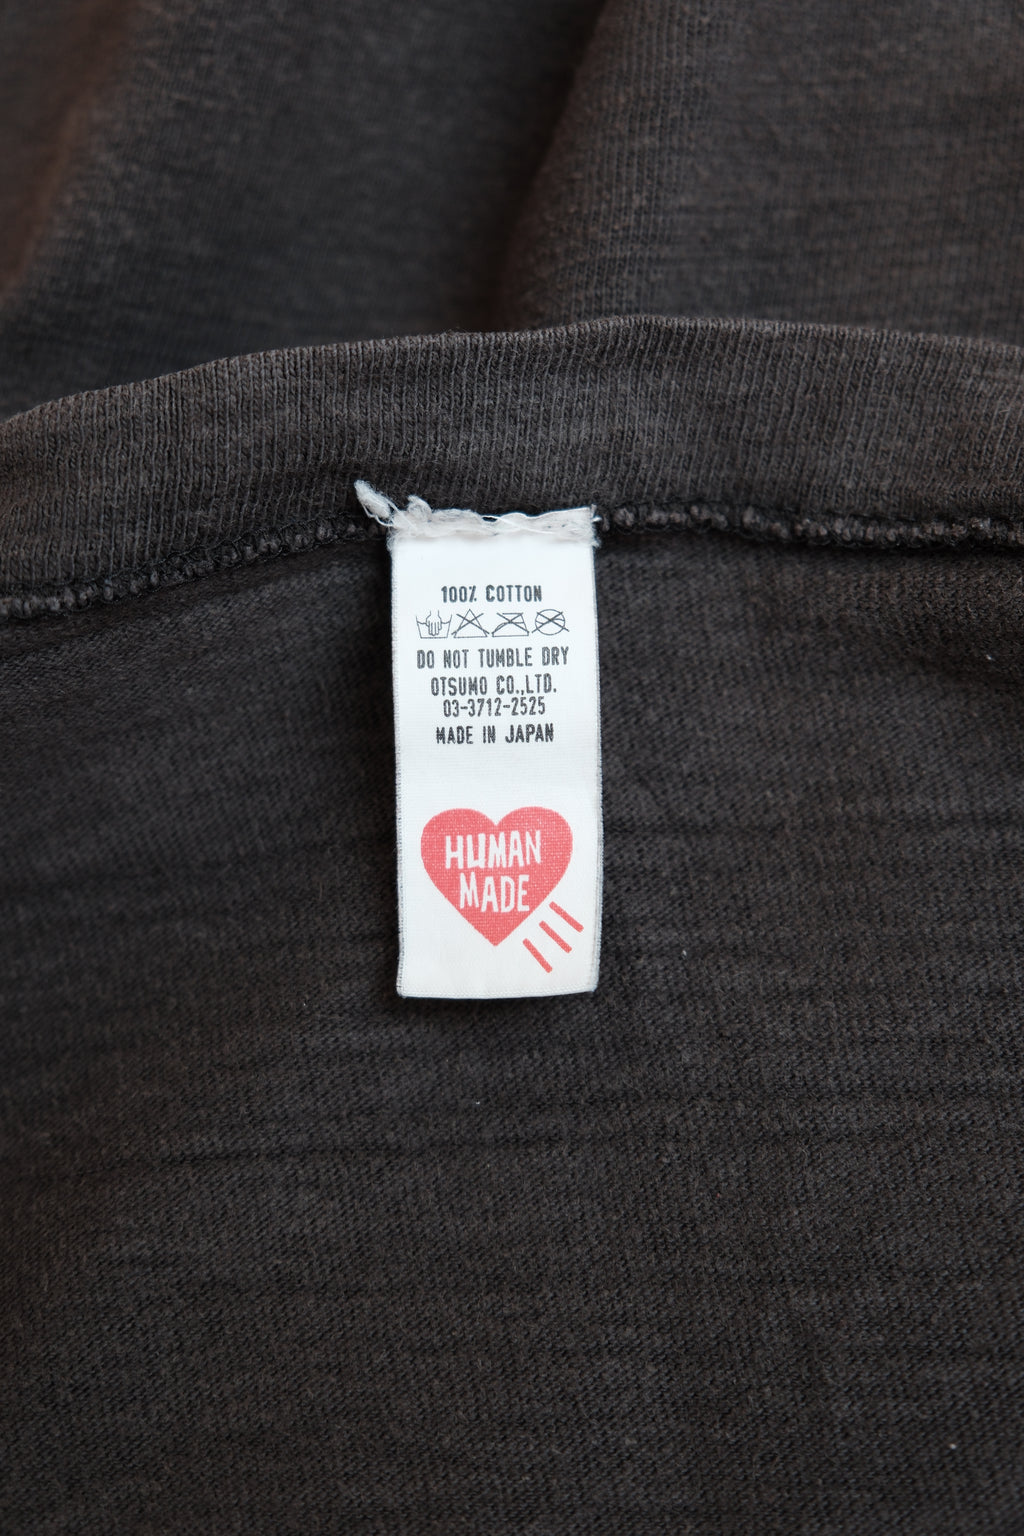 100% COTTON
DO NOT TUMBLE DRY
OTSUMO CO.,LTD.
03-3712-2525
MADE IN JAPAN
HUMAN
MADE